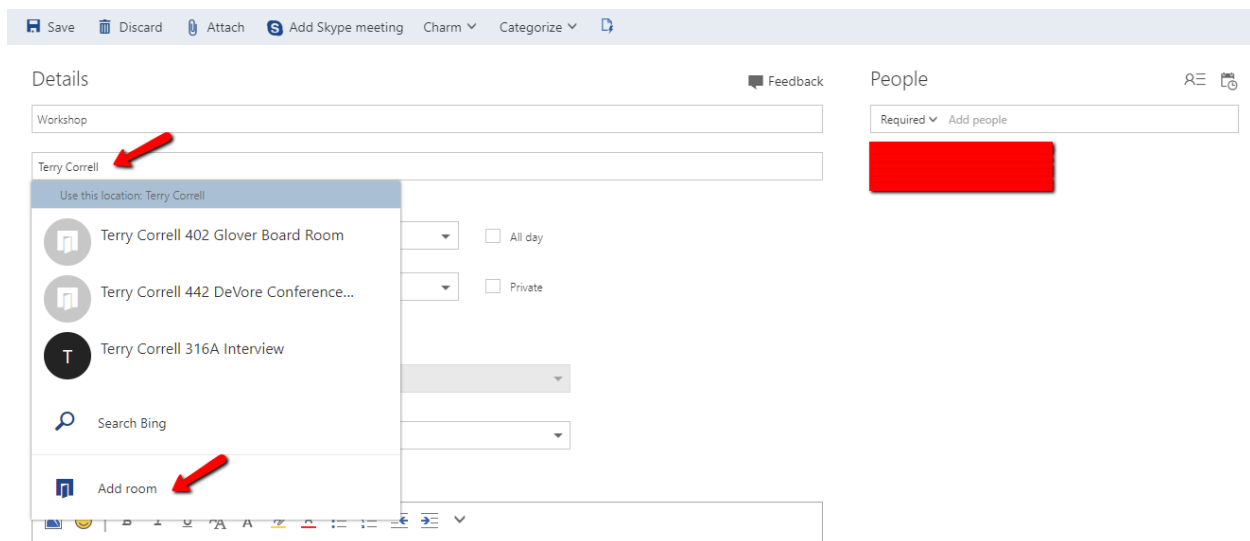 Save Discard Attach Add Skype meeting Charm Categorize
Details
Feedback
People
Workshop
Required Add people
Terry Correll
Use this location: Terry Correll
Terry Correll 402 Glover Board Room
All day
Terry Correll 442 DeVore Conference...
Private
Terry Correll 316A Interview
T
Search Bing
Add room
B I U A A A